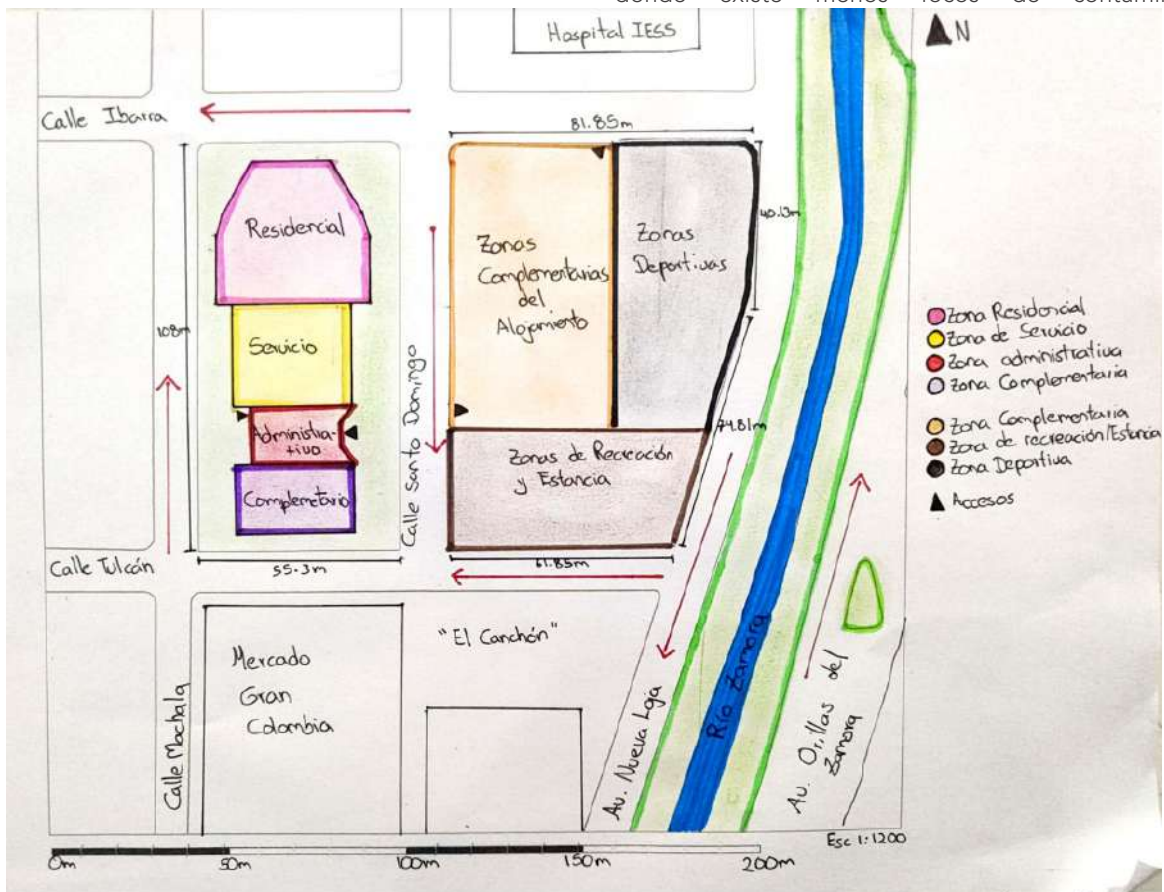 Hospital IESS
N
Calle Ibarra
81.85m
40.13m
108m
Residencial
Zonas
Complementarias
del
Alojamiento
Zonas
Deportivas
Servicio
Administra-
tivo
Complemetario
Calle Santo Domingo
74.81m
Zonas de Recreación
y Estancia
Zona Residencial
Zona de Servicio
Zona administrativa
Zona Complementaria
Zona Complementaria
Zona de recreación/Estancia
Zona Deportiva
Accesos
Calle Tulcán
55.3m
61.85m
Mercado
Gran
Colombia
"El Canchón"
Calle Machala
Av. Nueva Loja
Río Zamora
Av. Orillas del
Zamora
Esc 1:1200
0m
50m
100m
150m
200m